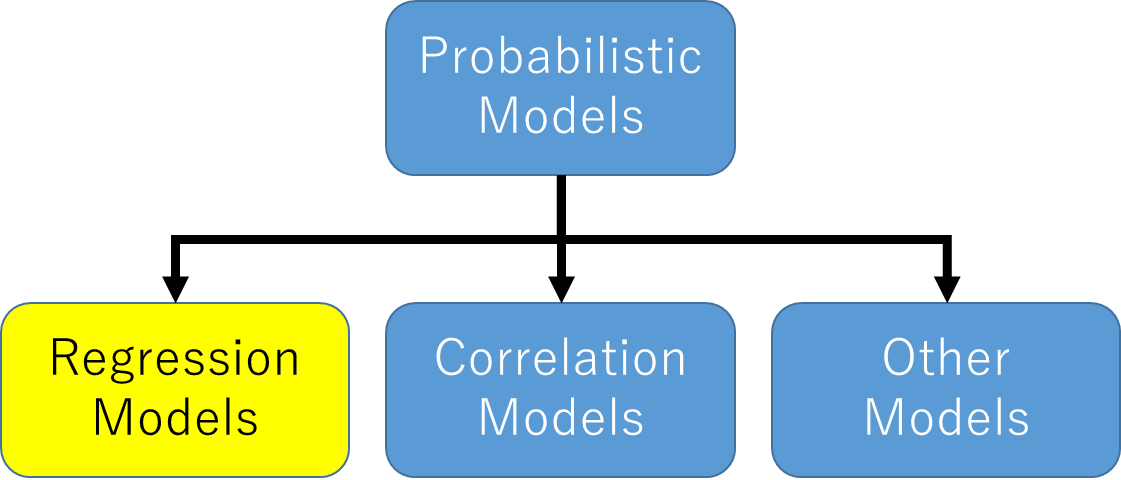 Probabilistic
Models
Regression
Models
Correlation
Models
Other
Models